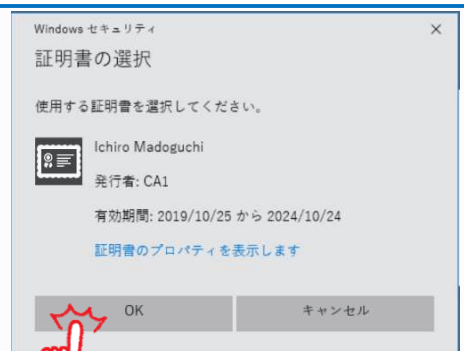 Windows セキュリティ
証明書の選択
使用する証明書を選択してください。
Ichiro Madoguchi
発行者: CA1
有効期間: 2019/10/25 から 2024/10/24
証明書のプロパティを表示します
OK
キャンセル